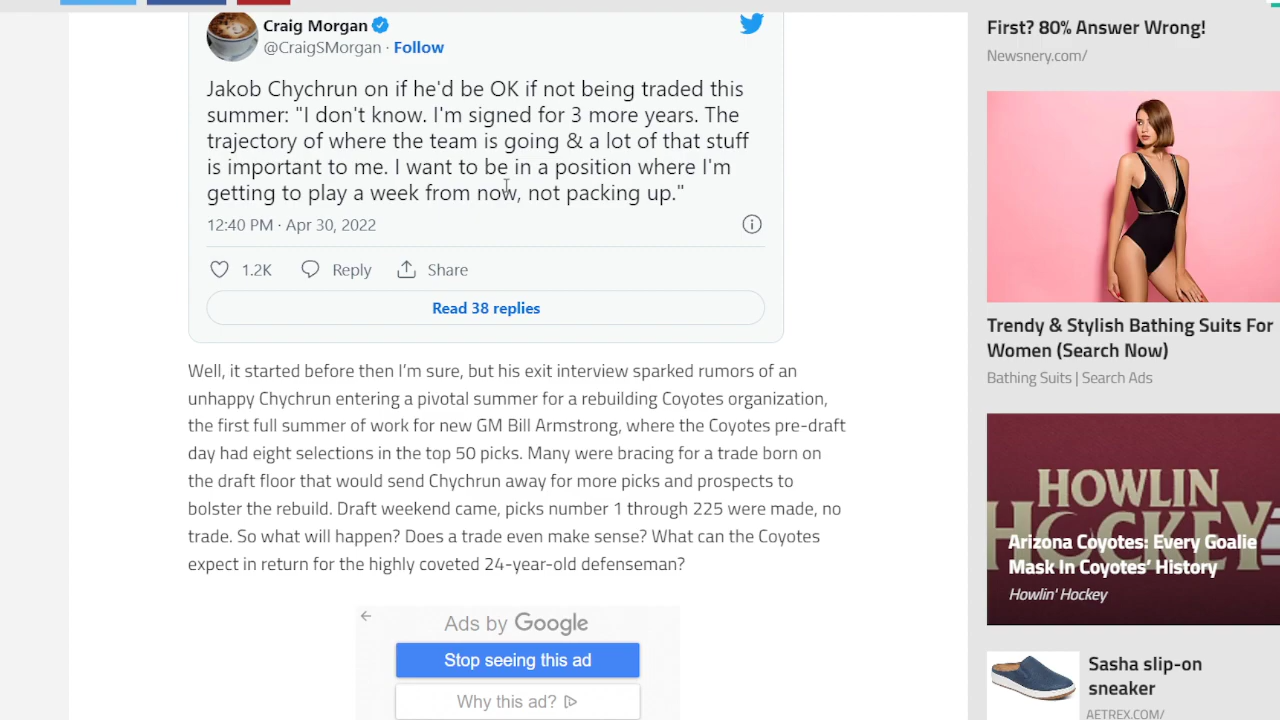 Craig Morgan
@CraigSMorgan · Follow
Jakob Chychrun on if he'd be OK if not being traded this
summer: "I don't know. I'm signed for 3 more years. The
trajectory of where the team is going & a lot of that stuff
is important to me. I want to be in a position where I'm
getting to play a week from now, not packing up."
12:40 PM · Apr 30, 2022
1.2K Reply Share
Read 38 replies
Well, it started before then I’m sure, but his exit interview sparked rumors of an
unhappy Chychrun entering a pivotal summer for a rebuilding Coyotes organization,
the first full summer of work for new GM Bill Armstrong, where the Coyotes pre-draft
day had eight selections in the top 50 picks. Many were bracing for a trade born on
the draft floor that would send Chychrun away for more picks and prospects to
bolster the rebuild. Draft weekend came, picks number 1 through 225 were made, no
trade. So what will happen? Does a trade even make sense? What can the Coyotes
expect in return for the highly coveted 24-year-old defenseman?
Ads by Google
Stop seeing this ad
Why this ad?
First? 80% Answer Wrong!
Newsnery.com/
Trendy & Stylish Bathing Suits For
Women (Search Now)
Bathing Suits | Search Ads
HOWLIN
HOCKEY
Arizona Coyotes: Every Goalie
Mask In Coyotes’ History
Howlin' Hockey
Sasha slip-on
sneaker
AETREX.COM/